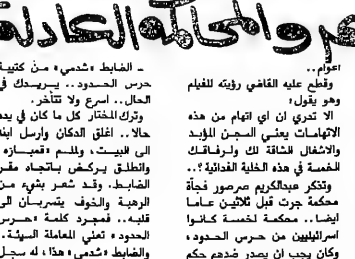 والمحاكمة العادلة
اعوام..
وقطع عليه القاضي رؤيته للفيلم
وهو يقول:
الا تدري ان اي اتهام من هذه
الاتهامات يعني السجن المؤبد
والاشغال الشاقة لك ولرفاقك
الخمسة في هذه الخلية الفدائية؟..
وتذكر عبدالكريم صرصور فجأة
محكمة جرت قبل ثلاثين عاما
ايضا.. محكمة لخمسة كانوا
اسرائيليين من حرس الحدود،
وكان يجب ان يصدر ضدهم حكم
ـ الضابط «شدمي» من كتيبة
حرس الحدود.. يريدك في
الحال.. اسرع ولا تتأخر.
وترك المختار كل ما كان في يده
حالا.. اغلق الدكان وارسل ابنه
الى البيت، ولملم «قمبازه»
وانطلق يركض باتجاه مقر
الضابط. وقد شعر بشيء من
الرهبة والخوف يتسربان الى
قلبه.. فمجرد كلمة «حرس
الحدود» تعني المعاملة السيئة.
والضابط «شدمي» هذا، له سجل